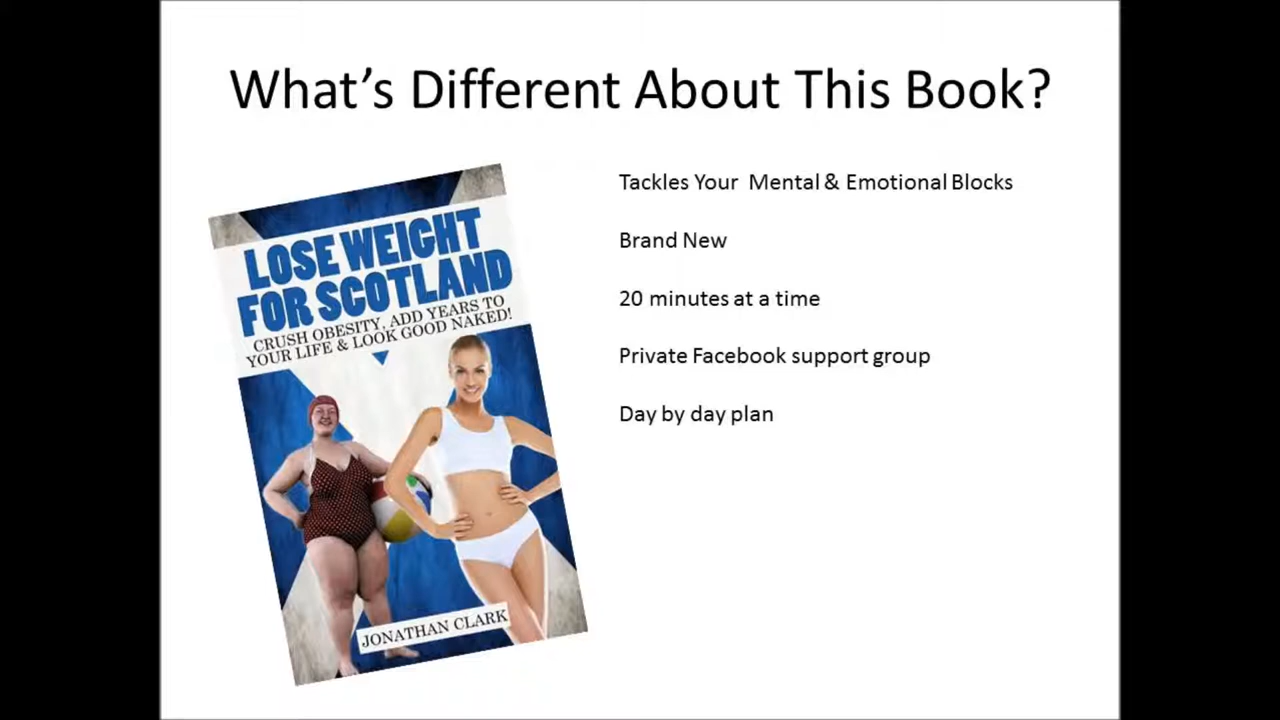 What's Different About This Book?
LOSE WEIGHT
FOR SCOTLAND
CRUSH OBESITY, ADD YEARS TO
YOUR LIFE & LOOK GOOD NAKED!
JONATHAN CLARK
Tackles Your Mental & Emotional Blocks
Brand New
20 minutes at a time
Private Facebook support group
Day by day plan